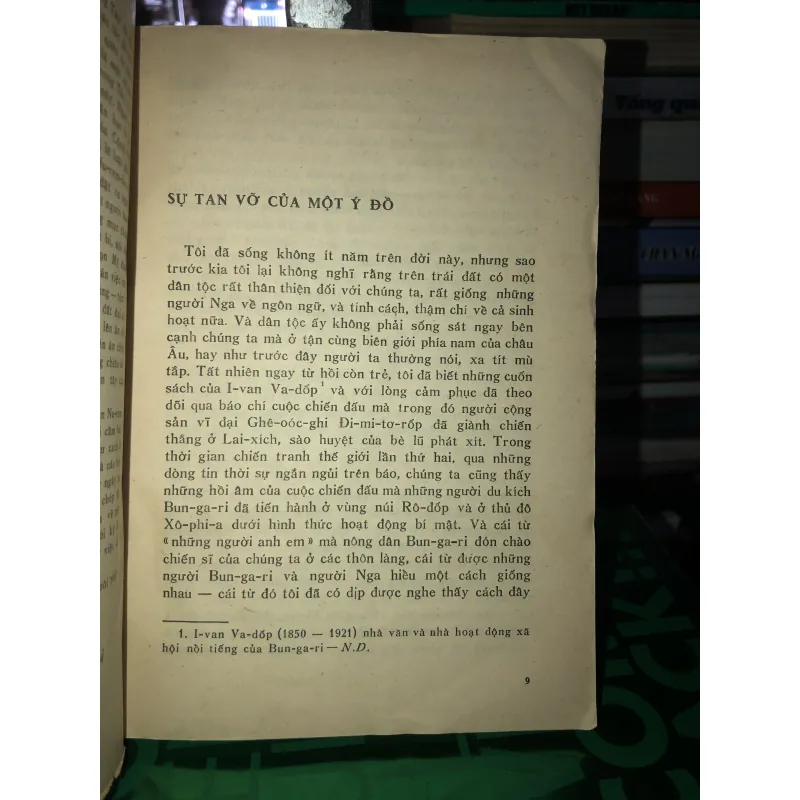 SỰ TAN VỠ CỦA MỘT Ý ĐỒ
Tôi đã sống không ít năm trên đời này, nhưng sao
trước kia tôi lại không nghĩ rằng trên trái đất có một
dân tộc rất thân thiện đối với chúng ta, rất giống những
người Nga về ngôn ngữ, và tính cách, thậm chí về cả sinh
hoạt nữa. Và dân tộc ấy không phải sống sát ngay bên
cạnh chúng ta mà ở tận cùng biên giới phía nam của châu
Âu, hay như trước đây người ta thường nói, xa tít mù
tắp. Tất nhiên ngay từ hồi còn trẻ, tôi đã biết những cuốn
sách của I-van Va-dốp¹ và với lòng cảm phục đã theo
dõi qua báo chí cuộc chiến đấu mà trong đó người cộng
sản vĩ đại Ghê-oóc-ghi Đi-mi-tơ-rốp đã giành chiến
thắng ở Lai-xích, sào huyệt của bè lũ phát xít. Trong
thời gian chiến tranh thế giới lần thứ hai, qua những
dòng tin thời sự ngắn ngủi trên báo, chúng ta cũng thấy
những hồi âm của cuộc chiến đấu mà những người du kích
Bun-ga-ri đã tiến hành ở vùng núi Rô-đốp và ở thủ đô
Xô-phi-a dưới hình thức hoạt động bí mật. Và cái từ
«những người anh em» mà nông dân Bun-ga-ri đón chào
chiến sĩ của chúng ta ở các thôn làng, cái từ được những
người Bun-ga-ri và người Nga hiểu một cách giống
nhau — cái từ đó tôi đã có dịp được nghe thấy cách đây
1. I-van Va-dốp (1850 — 1921) nhà văn và nhà hoạt động xã
hội nổi tiếng của Bun-ga-ri — N.D.
9